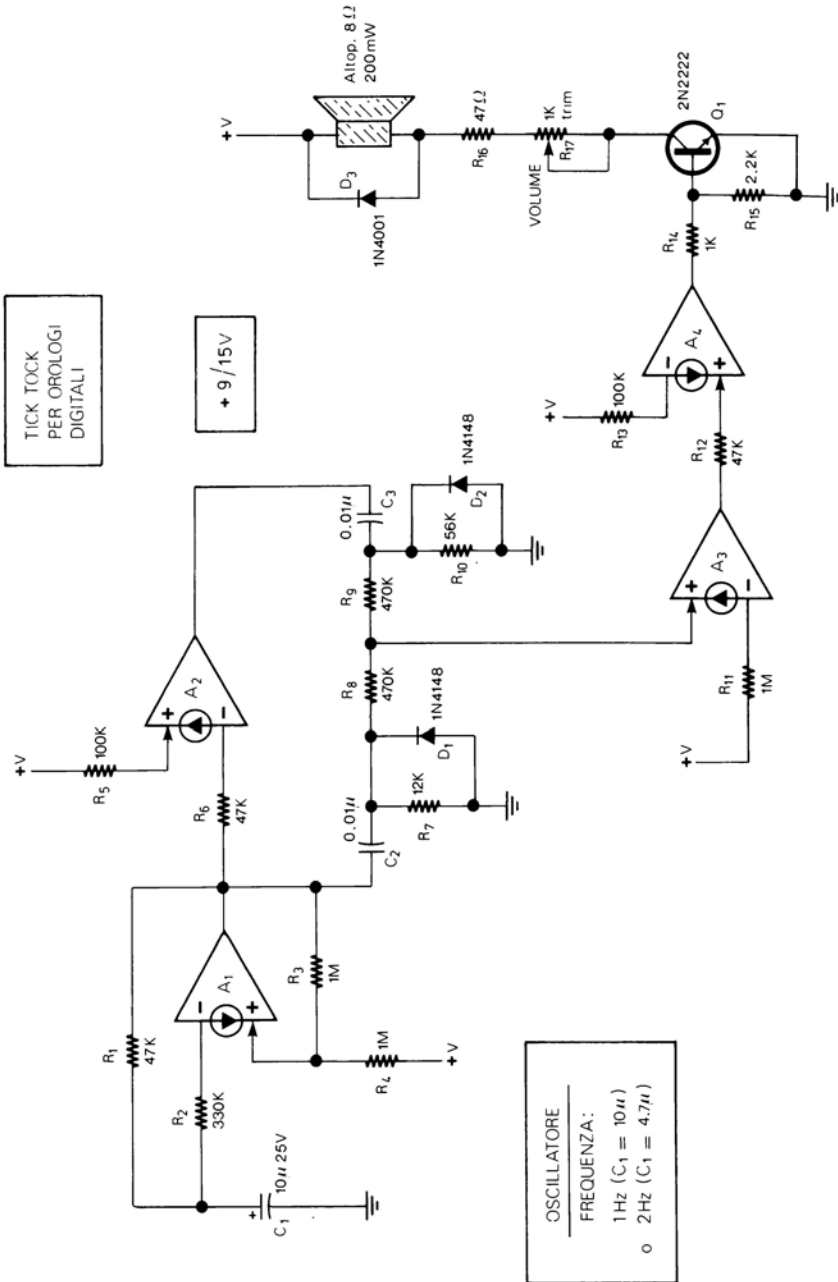 TICK TOCK
PER OROLOGI
DIGITALI
+ 9/15V
R1
47K
R2
330K
C1
+
10μ 25V
A1
-
+
R3
1M
R4
1M
+V
R5
100K
+V
R6
47K
A2
+
-
0.01μ
C2
R7
12K
D1
1N4148
R8
470K
R9
470K
0.01μ
C3
R10
56K
D2
1N4148
R11
1M
+V
A3
+
-
R12
47K
R13
100K
+V
A4
-
+
R14
1K
R15
2.2K
Q1
2N2222
VOLUME
R17
1K
trim
R16
47Ω
D3
1N4001
+V
Altop. 8Ω
200mW
OSCILLATORE
FREQUENZA:
1Hz (C1 = 10μ)
o 2Hz (C1 = 4.7μ)